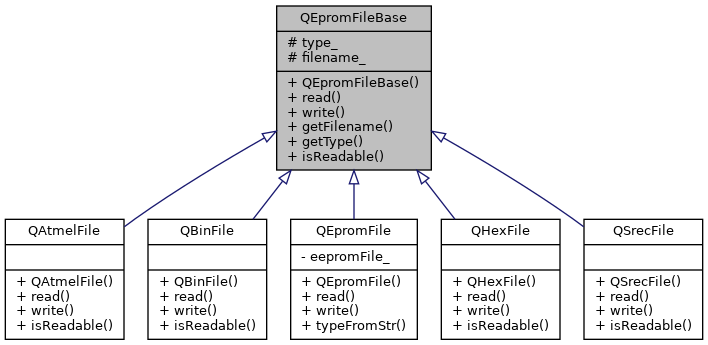 QEpromFileBase
# type_
# filename_
+ QEpromFileBase()
+ read()
+ write()
+ getFilename()
+ getType()
+ isReadable()
QAtmelFile
+ QAtmelFile()
+ read()
+ write()
+ isReadable()
QBinFile
+ QBinFile()
+ read()
+ write()
+ isReadable()
QEpromFile
- eepromFile_
+ QEpromFile()
+ read()
+ write()
+ typeFromStr()
QHexFile
+ QHexFile()
+ read()
+ write()
+ isReadable()
QSrecFile
+ QSrecFile()
+ read()
+ write()
+ isReadable()